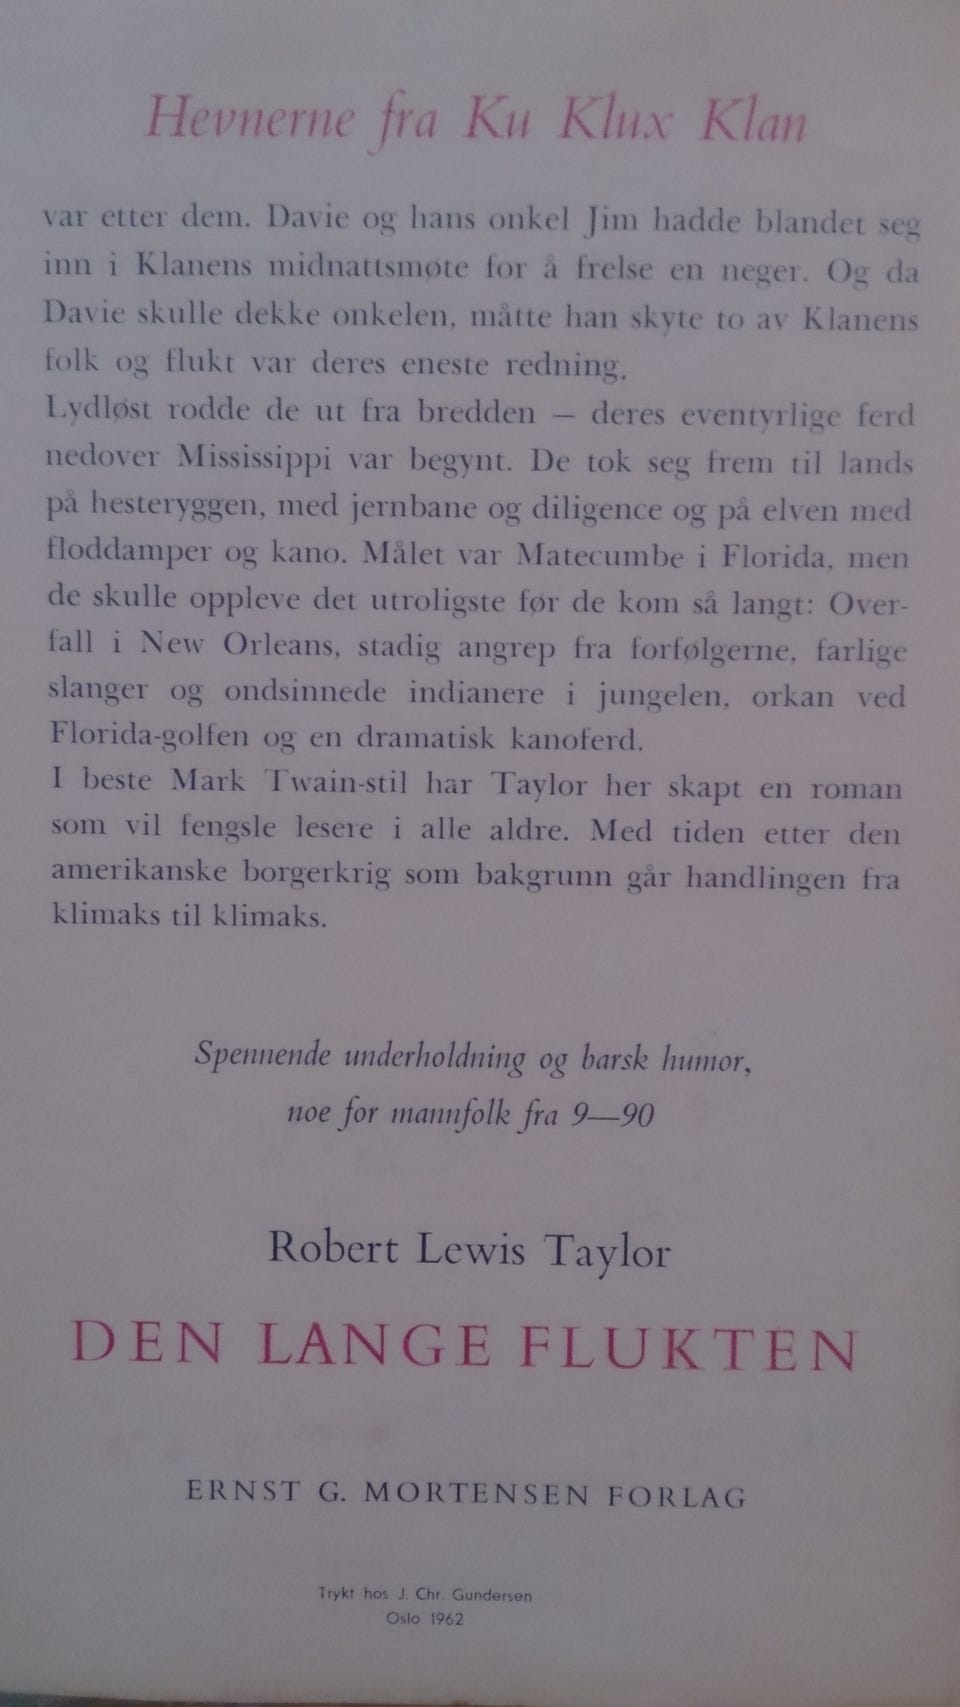 Hevnerne fra Ku Klux Klan
var etter dem. Davie og hans onkel Jim hadde blandet seg
inn i Klanens midnattsmøte for å frelse en neger. Og da
Davie skulle dekke onkelen, måtte han skyte to av Klanens
folk og flukt var deres eneste redning.
Lydløst rodde de ut fra bredden — deres eventyrlige ferd
nedover Mississippi var begynt. De tok seg frem til lands
på hesteryggen, med jernbane og diligence og på elven med
floddamper og kano. Målet var Matecumbe i Florida, men
de skulle oppleve det utroligste før de kom så langt: Over-
fall i New Orleans, stadig angrep fra forfølgerne, farlige
slanger og ondsinnede indianere i jungelen, orkan ved
Florida-golfen og en dramatisk kanoferd.
I beste Mark Twain-stil har Taylor her skapt en roman
som vil fengsle lesere i alle aldre. Med tiden etter den
amerikanske borgerkrig som bakgrunn går handlingen fra
klimaks til klimaks.
Spennende underholdning og barsk humor,
noe for mannfolk fra 9—90
Robert Lewis Taylor
DEN LANGE FLUKTEN
ERNST G. MORTENSEN FORLAG
Trykt hos J. Chr. Gundersen
Oslo 1962